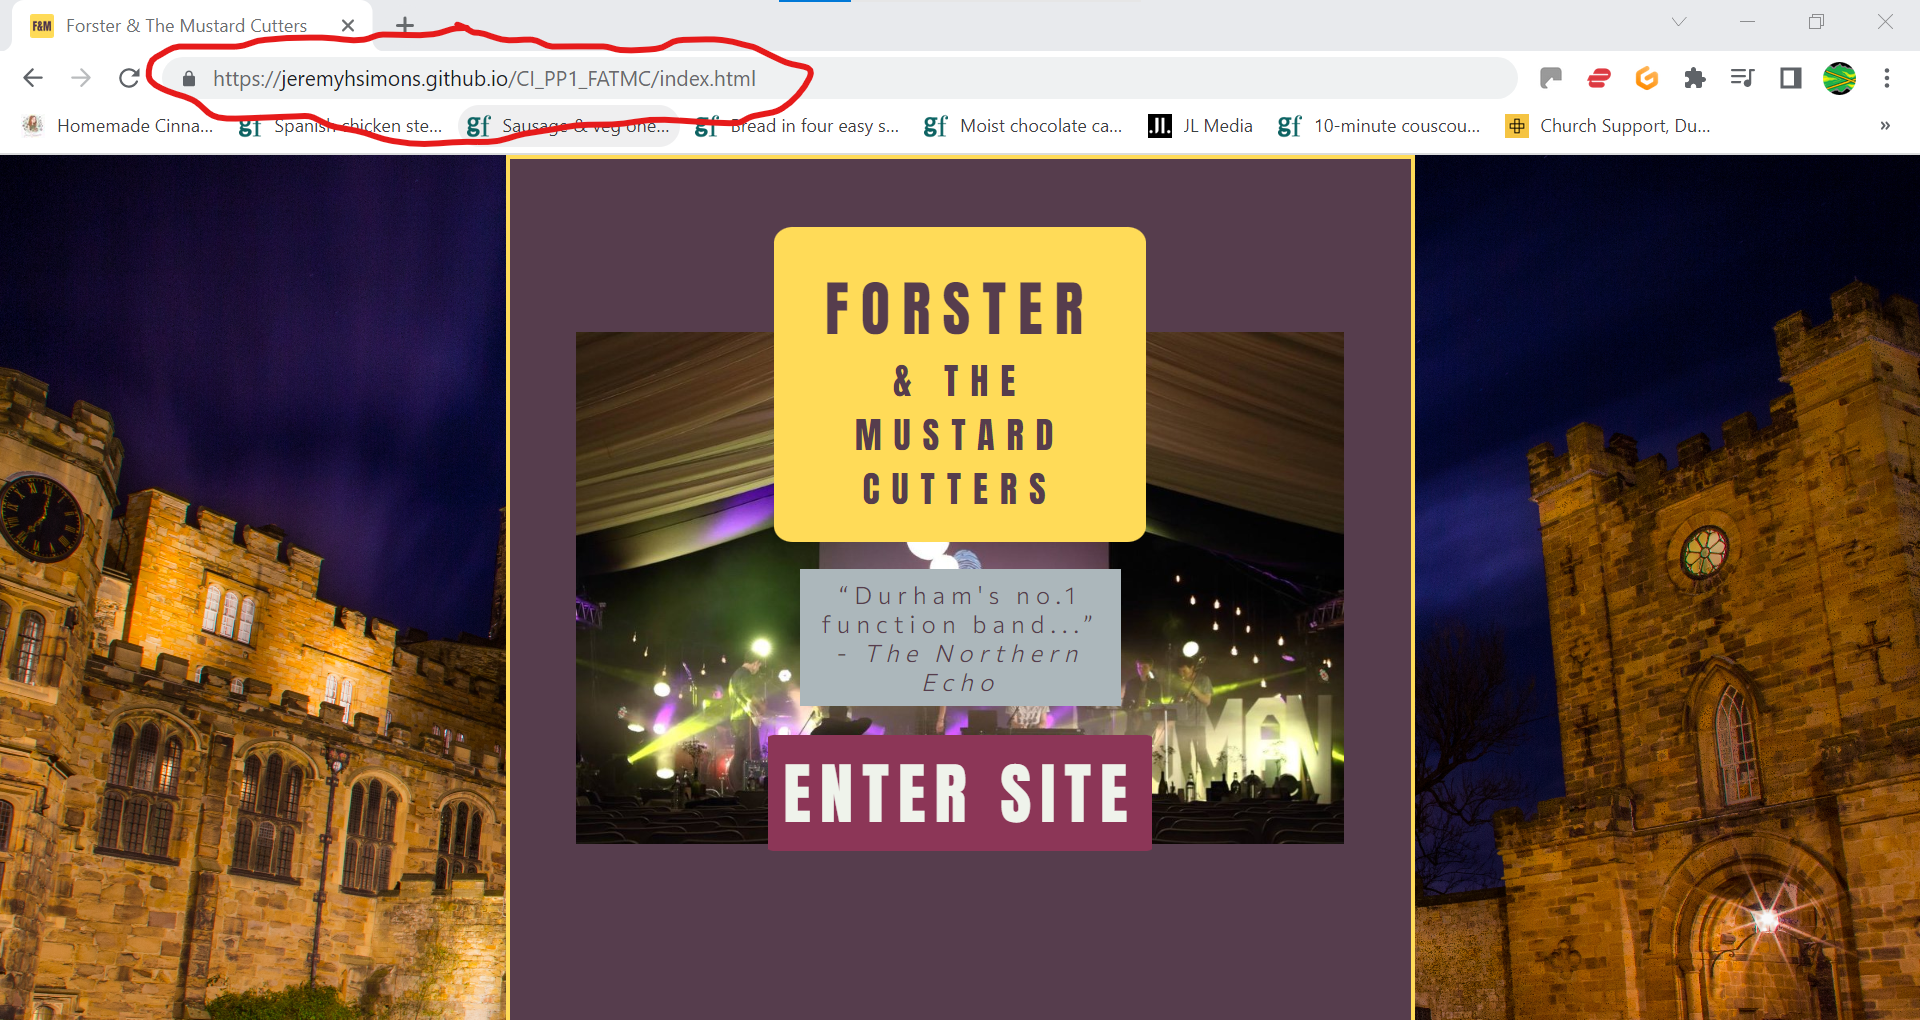 F&M Forster & The Mustard Cutters
https://jeremyhsimons.github.io/CI_PP1_FATMC/index.html
Homemade Cinna... gf Spanish chicken ste... gf Sausage & veg one... gf Bread in four easy s... gf Moist chocolate ca... .JL. JL Media gf 10-minute couscou... Church Support, Du... »
FORSTER
& THE
MUSTARD
CUTTERS
“Durham's no.1
function band...”
- The Northern
Echo
MAN
ENTER SITE